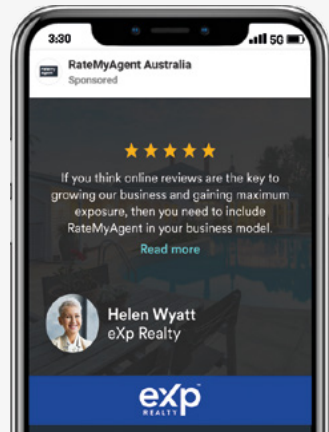 3:30
5G
RateMyAgent Australia
Sponsored
If you think online reviews are the key to
growing our business and gaining maximum
exposure, then you need to include
RateMyAgent in your business model.
Read more
Helen Wyatt
eXp Realty
eXp
REALTY